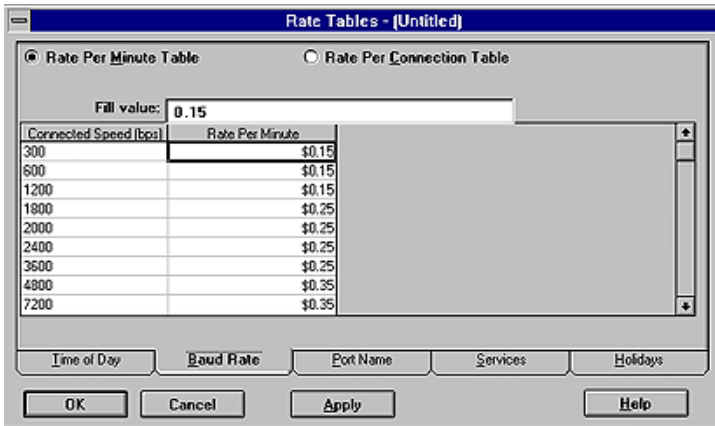 Rate Tables - (Untitled)
Rate Per Minute Table Rate Per Connection Table
Fill value: 0.15
Connected Speed (bps) Rate Per Minute
300 $0.15
600 $0.15
1200 $0.15
1800 $0.25
2000 $0.25
2400 $0.25
3600 $0.25
4800 $0.35
7200 $0.35
Time of Day Baud Rate Port Name Services Holidays
OK Cancel Apply Help